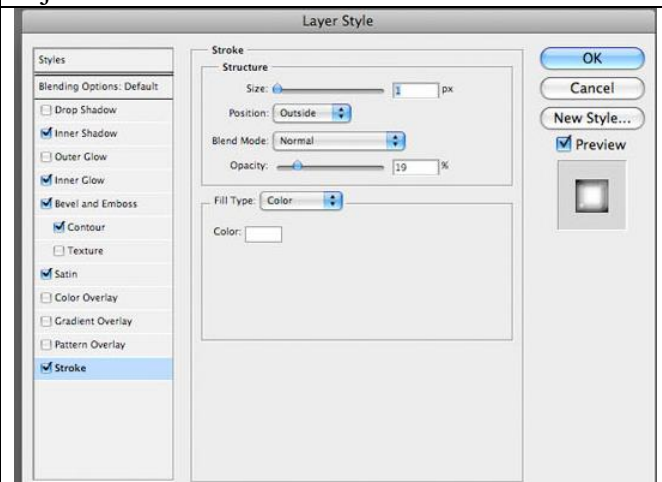 Layer Style
Styles
Blending Options: Default
Drop Shadow
Inner Shadow
Outer Glow
Inner Glow
Bevel and Emboss
Contour
Texture
Satin
Color Overlay
Gradient Overlay
Pattern Overlay
Stroke
Stroke
Structure
Size: 1 px
Position: Outside
Blend Mode: Normal
Opacity: 19 %
Fill Type: Color
Color:
OK
Cancel
New Style...
Preview